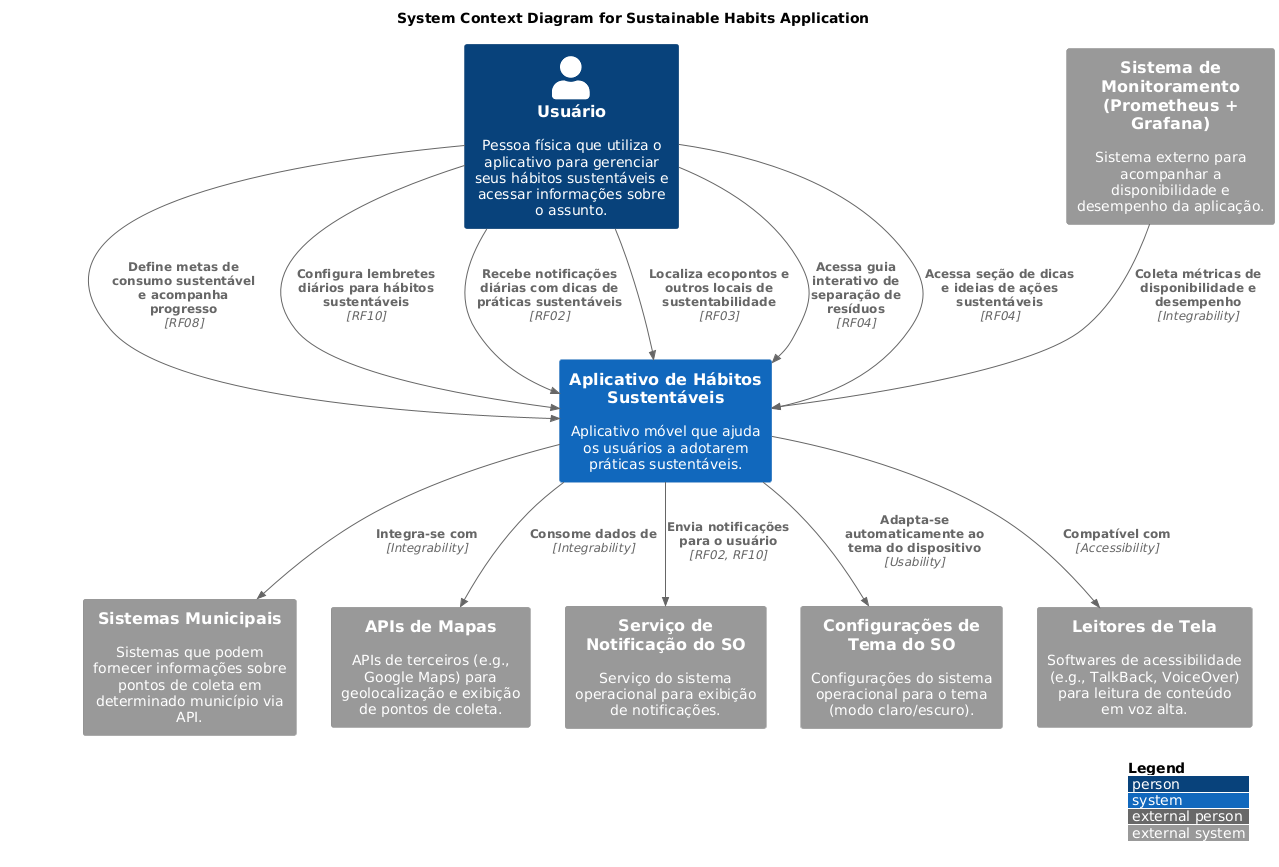 System Context Diagram for Sustainable Habits Application
Usuário
Pessoa física que utiliza o
aplicativo para gerenciar
seus hábitos sustentáveis e
acessar informações sobre
o assunto.
Sistema de
Monitoramento
(Prometheus +
Grafana)
Sistema externo para
acompanhar a
disponibilidade e
desempenho da aplicação.
Define metas de
consumo sustentável
e acompanha
progresso
[RF08]
Configura lembretes
diários para hábitos
sustentáveis
[RF10]
Recebe notificações
diárias com dicas de
práticas sustentáveis
[RF02]
Localiza ecopontos e
outros locais de
sustentabilidade
[RF03]
Acessa guia
interativo de
separação de
resíduos
[RF04]
Acessa seção de dicas
e ideias de ações
sustentáveis
[RF04]
Coleta métricas de
disponibilidade e
desempenho
[Integrability]
Aplicativo de Hábitos
Sustentáveis
Aplicativo móvel que ajuda
os usuários a adotarem
práticas sustentáveis.
Integra-se com
[Integrability]
Consome dados de
[Integrability]
Envia notificações
para o usuário
[RF02, RF10]
Adapta-se
automaticamente ao
tema do dispositivo
[Usability]
Compatível com
[Accessibility]
Sistemas Municipais
Sistemas que podem
fornecer informações sobre
pontos de coleta em
determinado município via
API.
APIs de Mapas
APIs de terceiros (e.g.,
Google Maps) para
geolocalização e exibição
de pontos de coleta.
Serviço de
Notificação do SO
Serviço do sistema
operacional para exibição
de notificações.
Configurações de
Tema do SO
Configurações do sistema
operacional para o tema
(modo claro/escuro).
Leitores de Tela
Softwares de acessibilidade
(e.g., TalkBack, VoiceOver)
para leitura de conteúdo
em voz alta.
Legend
person
system
external person
external system